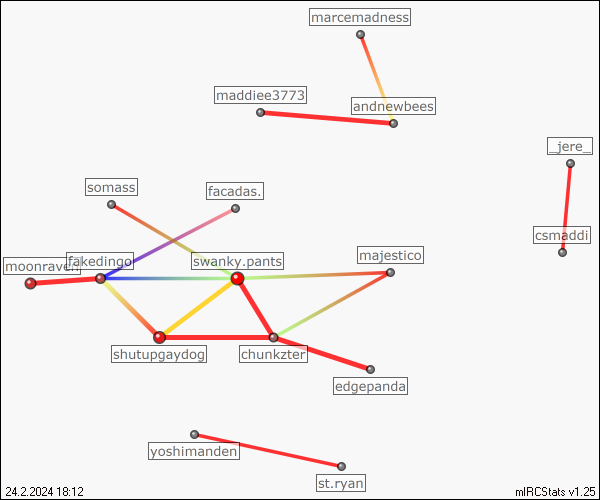 marcemadness
maddiee3773
andnewbees
_jere_
somass
facadas.
csmaddi
moonraven
fakedingo
swanky.pants
majestico
shutupgaydog
chunkzter
edgepanda
yoshimanden
st.ryan
24.2.2024 18:12
mIRCStats v1.25